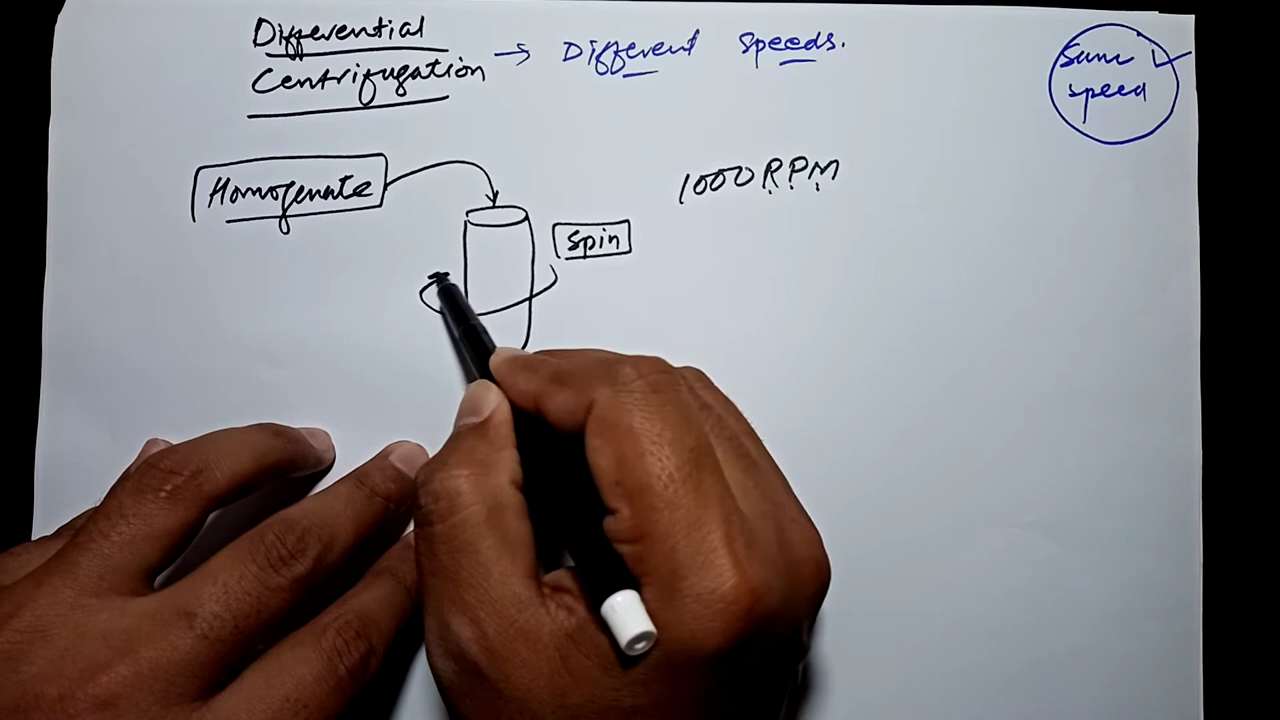 Differential
Centrifugation → Different Speeds.
Same
speed
Homogenate
1000 RPM
Spin